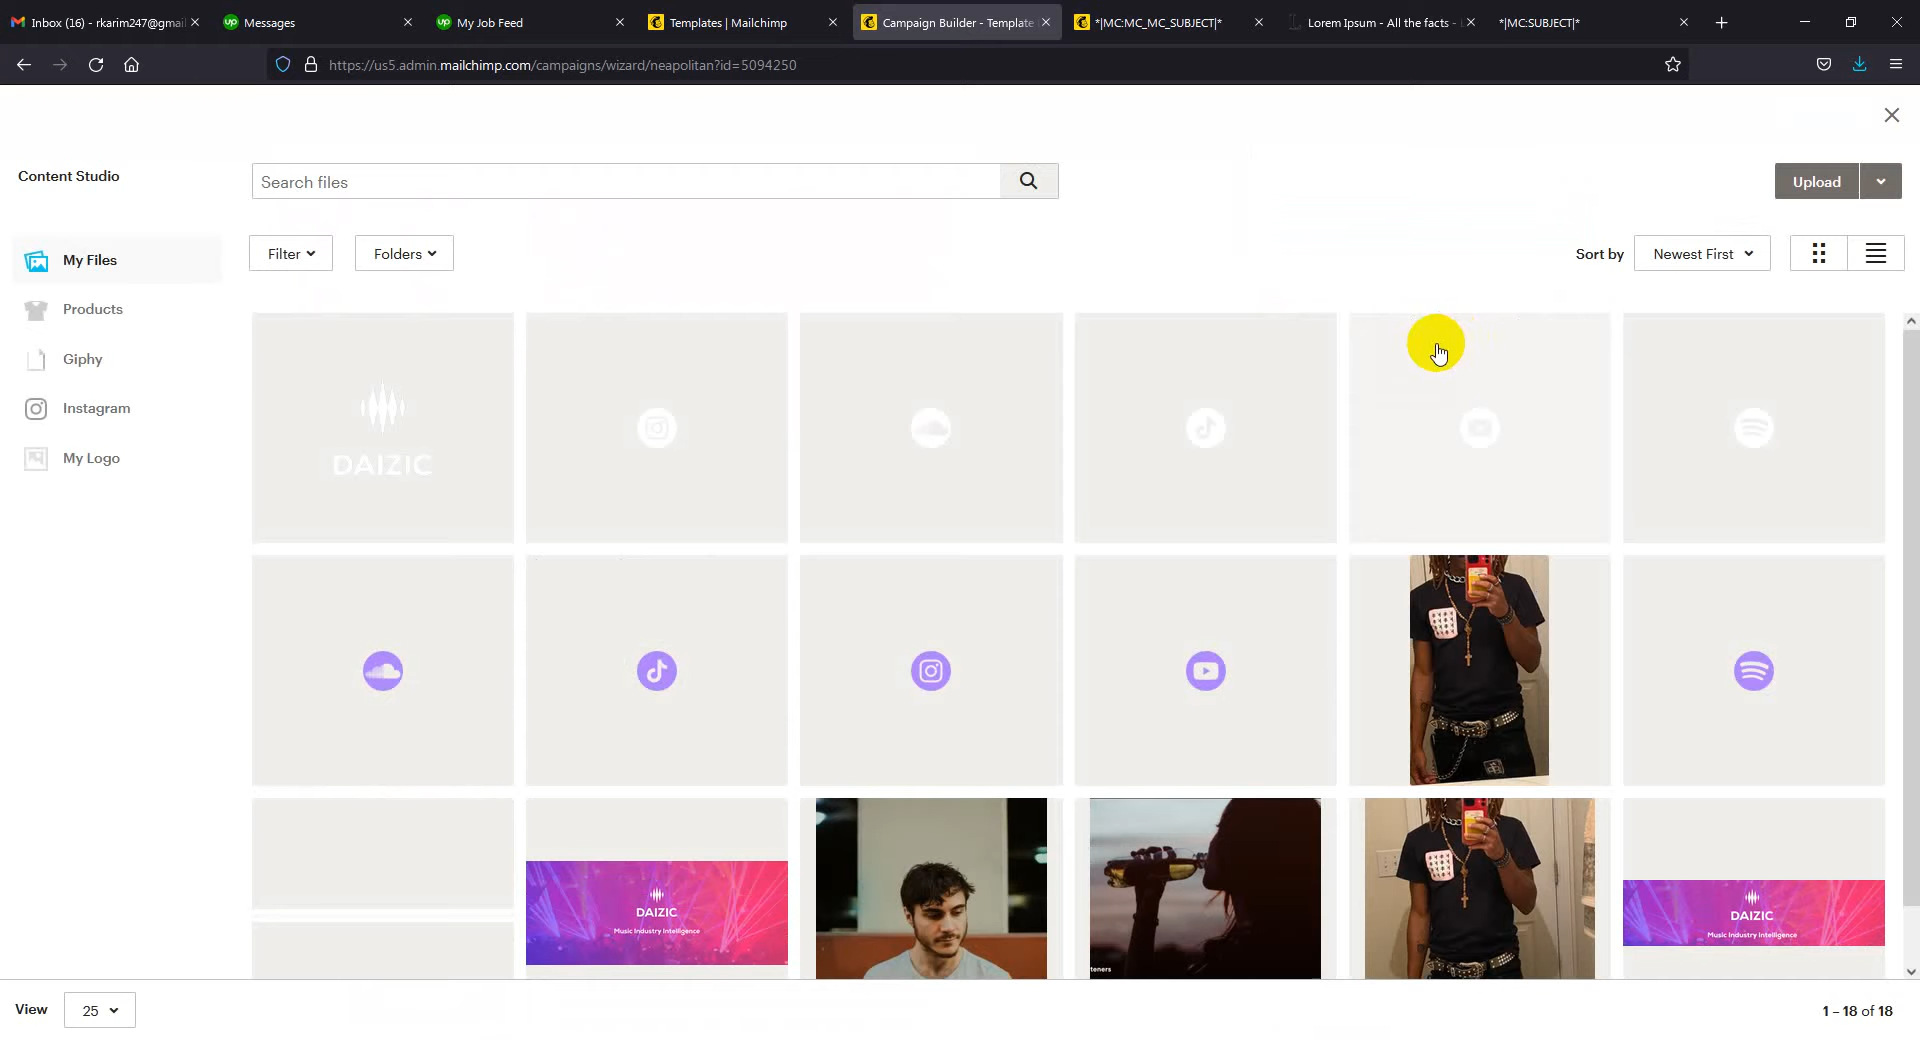 Inbox (16) - rkarim247@gmail
Messages
My Job Feed
Templates | Mailchimp
Campaign Builder - Template
*|MC:MC_MC_SUBJECT|*
Lorem Ipsum - All the facts -
*|MC:SUBJECT|*
https://us5.admin.mailchimp.com/campaigns/wizard/neapolitan?id=5094250
Content Studio
Search files
Upload
My Files
Filter
Folders
Sort by
Newest First
Products
Giphy
Instagram
My Logo
DAIZIC
DAIZIC
Music Industry Intelligence
teners
DAIZIC
Music Industry Intelligence
View
25
1 – 18 of 18